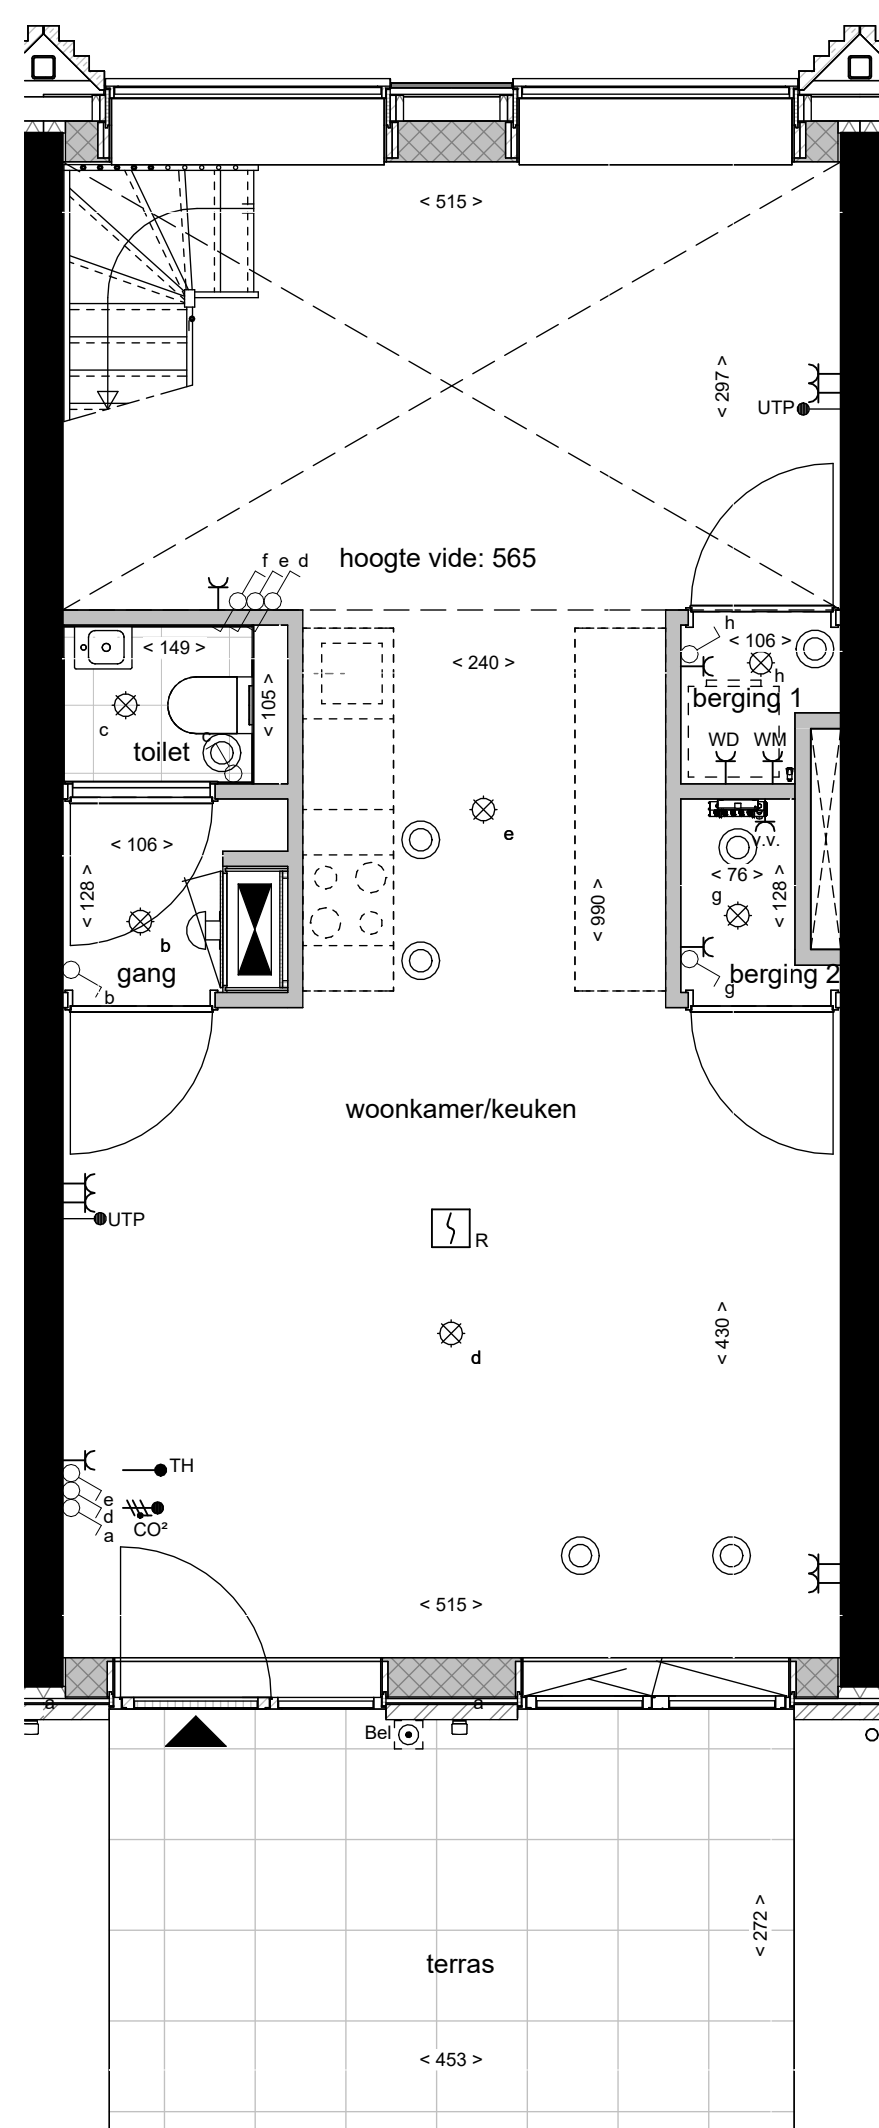 < 515 >
< 297 >
UTP
hoogte vide: 565
f e d
h
< 149 >
< 106 >
< 240 >
h
< 105 >
berging 1
c
c
toilet
WD WM
e
< 106 >
v.v.
< 128 >
< 76 >
< 128 >
g
< 990 >
b
gang
berging 2
b
g
woonkamer/keuken
UTP
R
< 430 >
d
TH
e
d
a
CO²
< 515 >
a
a
Bel
< 272 >
terras
< 453 >